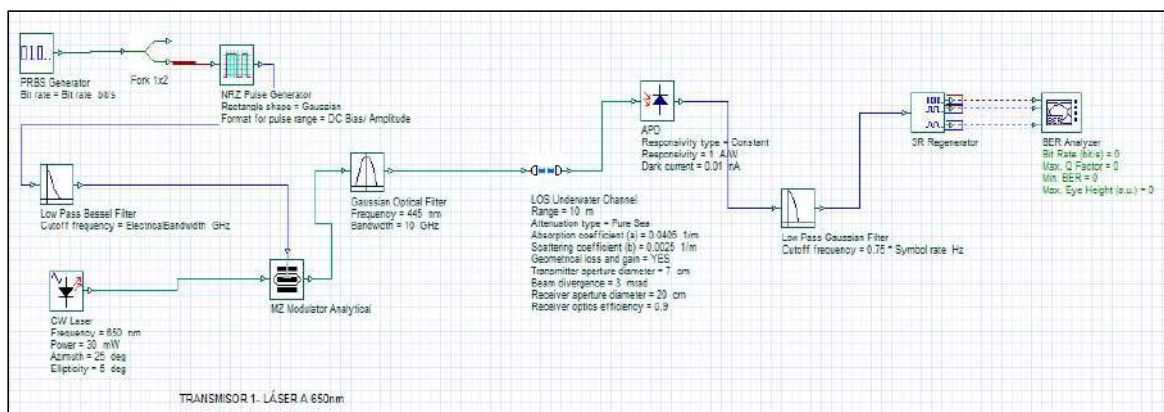 PRBS Generator
Bit rate = Bit rate bit/s
Fork 1x2
NRZ Pulse Generator
Rectangle shape = Gaussian
Format for pulse range = DC Bias/ Amplitude
Low Pass Bessel Filter
Cutoff frequency = ElectricalBandwidth GHz
CW Laser
Frequency = 650 nm
Power = 30 mW
Azimuth = 25 deg
Ellipticity = 5 deg
MZ Modulator Analytical
Gaussian Optical Filter
Frequency = 445 nm
Bandwidth = 10 GHz
LOS Underwater Channel
Range = 10 m
Attenuation type = Pure Sea
Absorption coefficient (a) = 0.0405 1/m
Scattering coefficient (b) = 0.0025 1/m
Geometrical loss and gain = YES
Transmitter aperture diameter = 7 cm
Beam divergence = 3 mrad
Receiver aperture diameter = 20 cm
Receiver optics efficiency = 0.9
APD
Responsivity type = Constant
Responsivity = 1 A/W
Dark current = 0.01 nA
Low Pass Gaussian Filter
Cutoff frequency = 0.75 * Symbol rate Hz
3R Regenerator
BER
BER Analyzer
Bit Rate (bit/s) = 0
Max. Q Factor = 0
Min. BER = 0
Max. Eye Height (a.u.) = 0
TRANSMISOR 1- LÁSER A 650nm